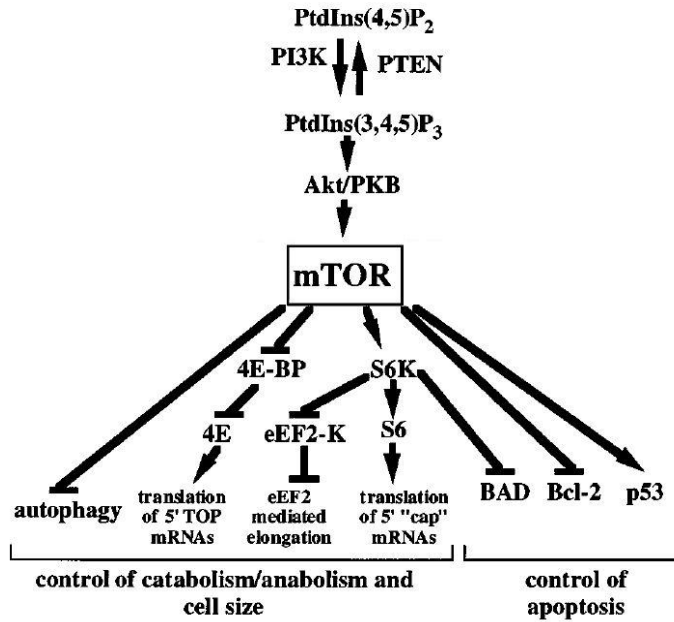 PtdIns(4,5)P2
PI3K PTEN
PtdIns(3,4,5)P3
Akt/PKB
mTOR
4E-BP S6K
4E eEF2-K S6
autophagy translation of 5' TOP mRNAs eEF2 mediated elongation translation of 5' "cap" mRNAs BAD Bcl-2 p53
control of catabolism/anabolism and
cell size
control of
apoptosis